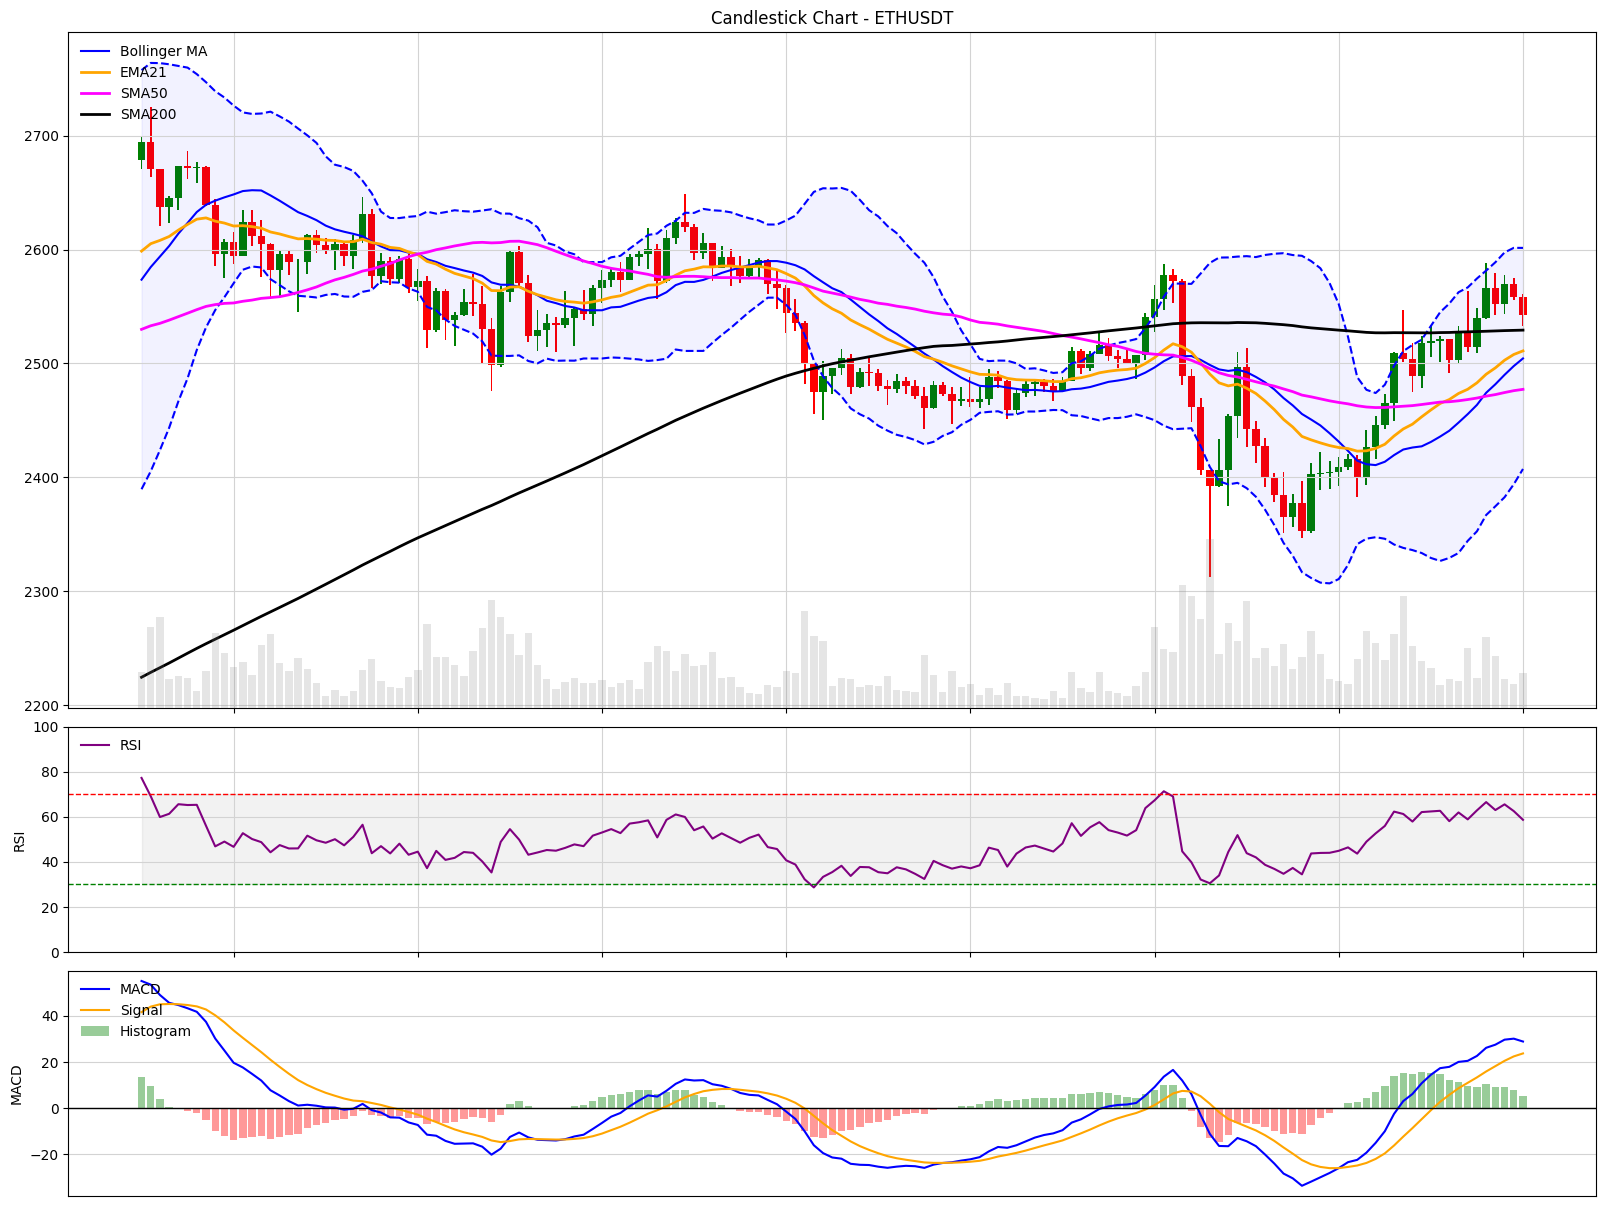 Candlestick Chart - ETHUSDT
Bollinger MA
EMA21
SMA50
SMA200
2700
2600
2500
2400
2300
2200
RSI
100
80
60
40
20
0
RSI
MACD
Signal
Histogram
40
20
0
−20
MACD